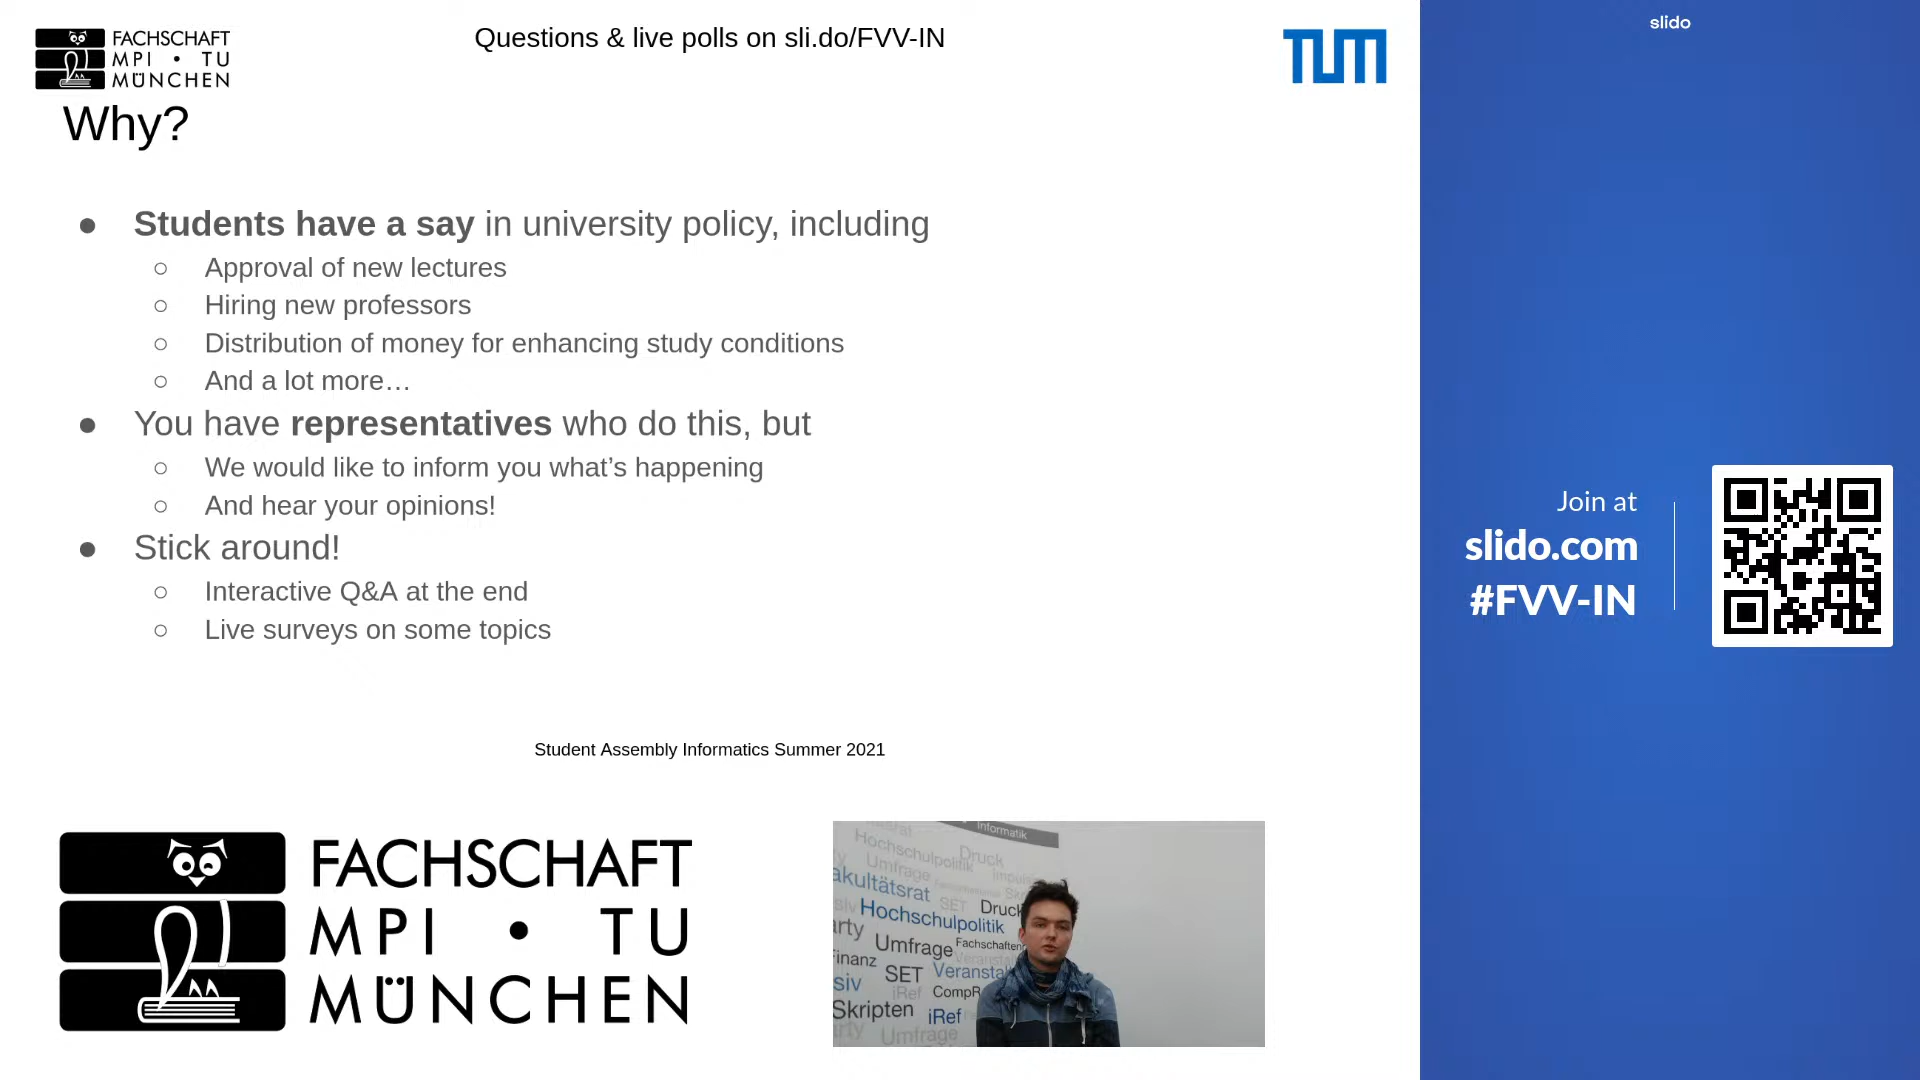 FACHSCHAFT
MPI • TU
MÜNCHEN
Questions & live polls on sli.do/FVV-IN
TUM
Why?
● Students have a say in university policy, including
○ Approval of new lectures
○ Hiring new professors
○ Distribution of money for enhancing study conditions
○ And a lot more…
● You have representatives who do this, but
○ We would like to inform you what’s happening
○ And hear your opinions!
● Stick around!
○ Interactive Q&A at the end
○ Live surveys on some topics
Student Assembly Informatics Summer 2021
FACHSCHAFT
MPI • TU
MÜNCHEN
Informatik
Hochschulpolitik
Druck
Umfrage
akultätsrat
SET
Druck
Hochschulpolitik
arty
Umfrage
Fachschaften
inanz
SET
Veranstal
siv
iRef
CompR
Skripten
iRef
arty
Umfrage
slido
Join at
slido.com
#FVV-IN